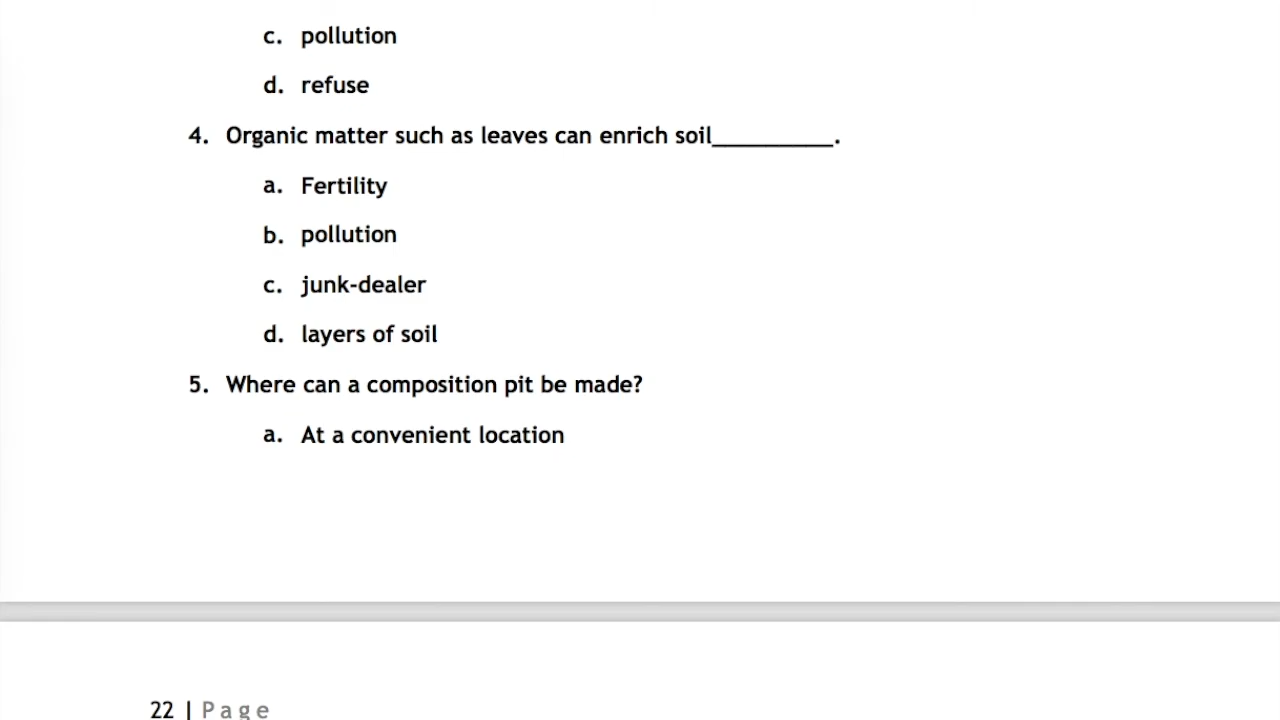 c. pollution
d. refuse
4. Organic matter such as leaves can enrich soil_________.
a. Fertility
b. pollution
c. junk-dealer
d. layers of soil
5. Where can a composition pit be made?
a. At a convenient location
22 | Page